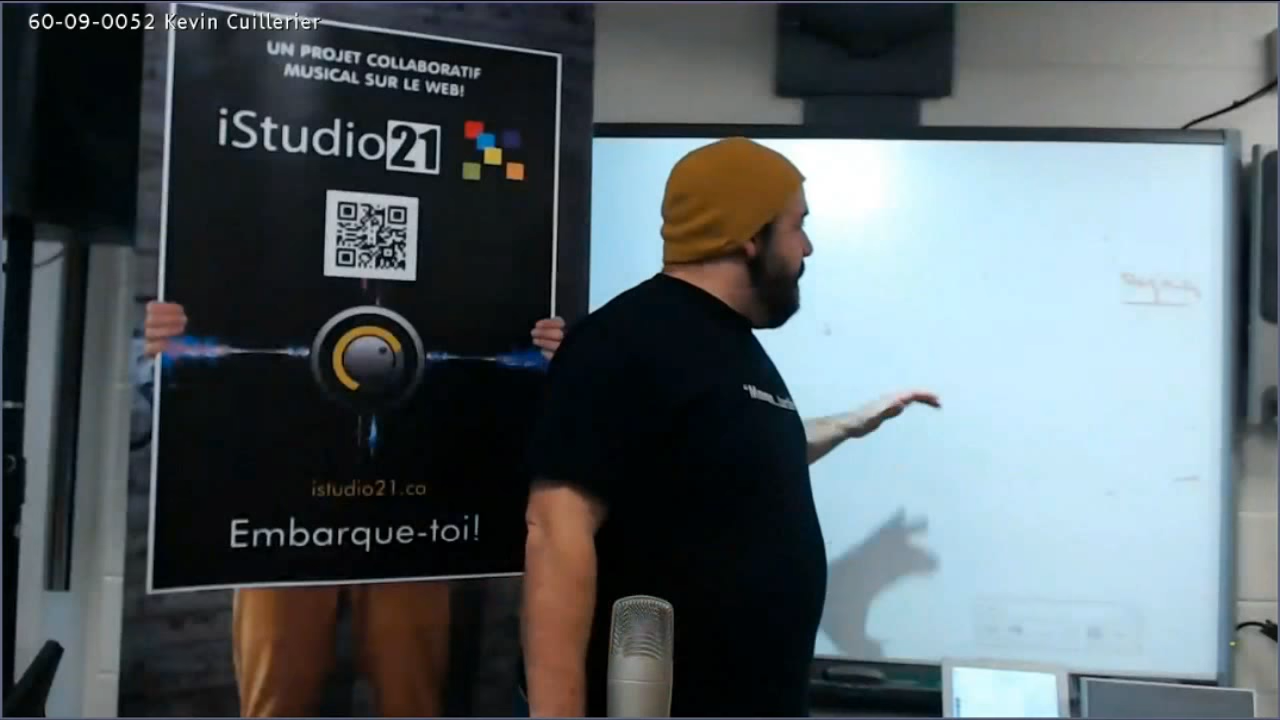 60-09-0052 Kevin Cuillerier
UN PROJET COLLABORATIF
MUSICAL SUR LE WEB!
iStudio21
istudio21.ca
Embarque-toi!